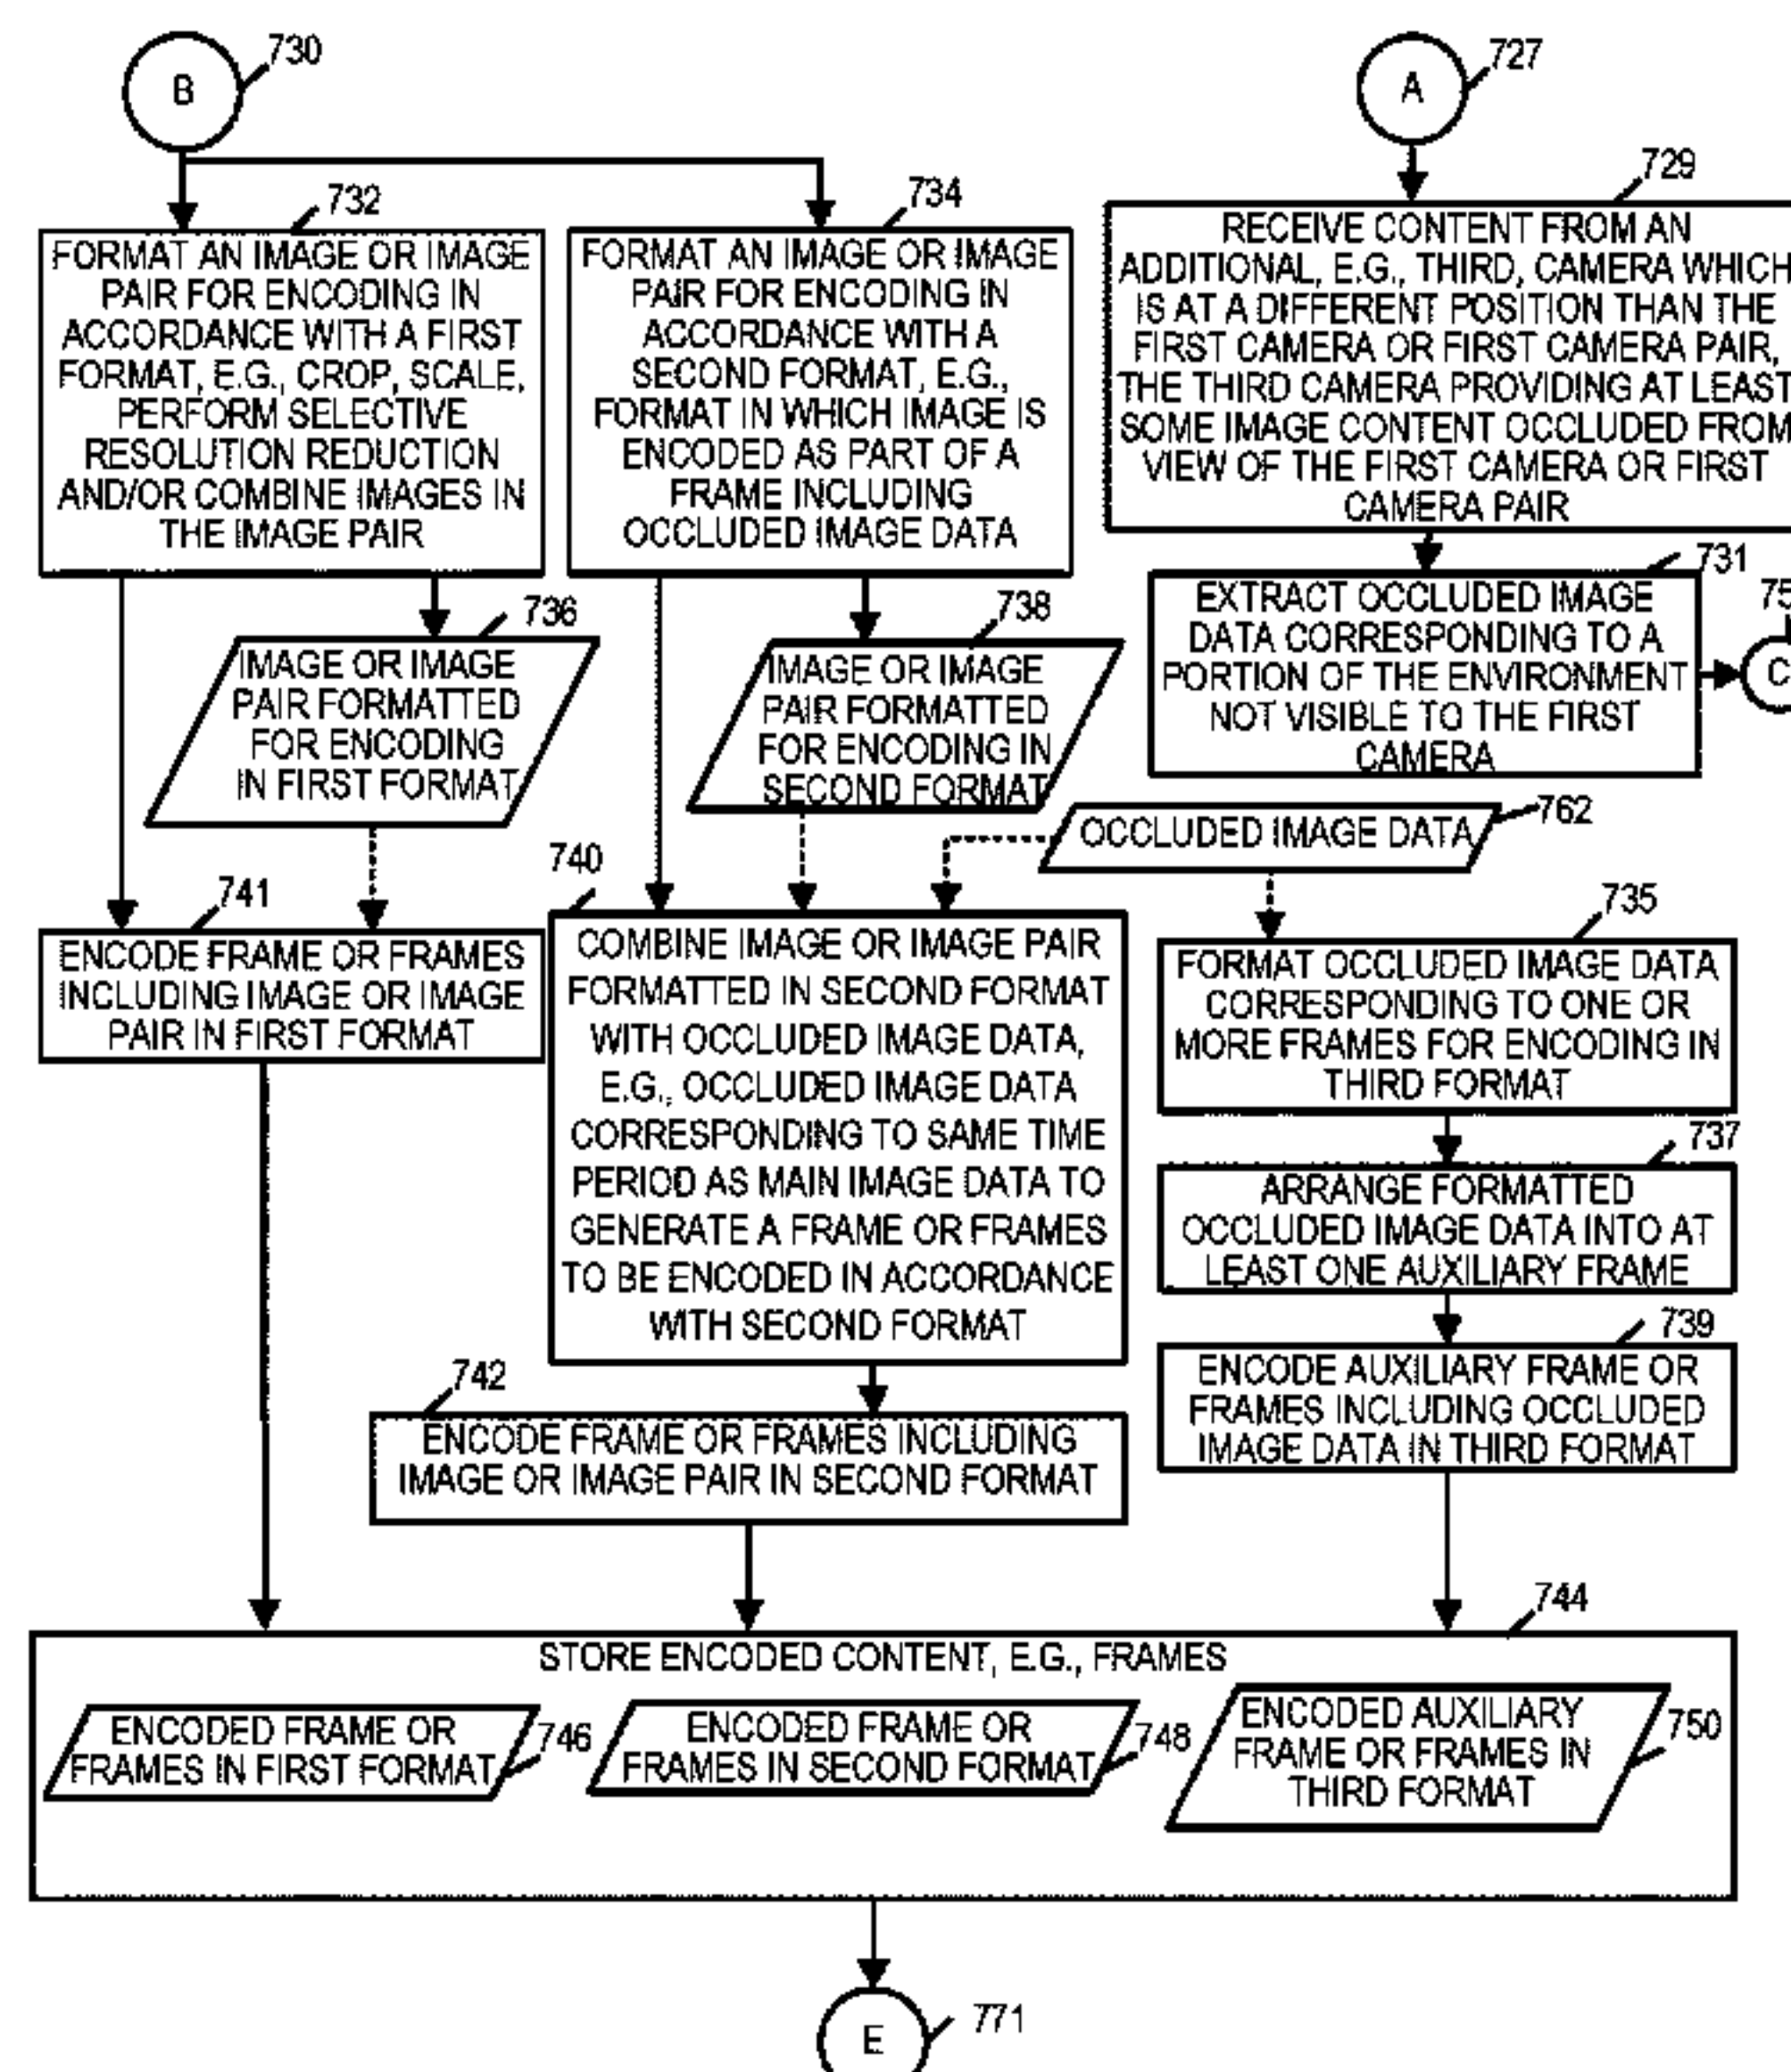 B
730
A
727
732
FORMAT AN IMAGE OR IMAGE
PAIR FOR ENCODING IN
ACCORDANCE WITH A FIRST
FORMAT, E.G., CROP, SCALE,
PERFORM SELECTIVE
RESOLUTION REDUCTION
AND/OR COMBINE IMAGES IN
THE IMAGE PAIR
734
FORMAT AN IMAGE OR IMAGE
PAIR FOR ENCODING IN
ACCORDANCE WITH A
SECOND FORMAT, E.G.,
FORMAT IN WHICH IMAGE IS
ENCODED AS PART OF A
FRAME INCLUDING
OCCLUDED IMAGE DATA
729
RECEIVE CONTENT FROM AN
ADDITIONAL, E.G., THIRD, CAMERA WHICH
IS AT A DIFFERENT POSITION THAN THE
FIRST CAMERA OR FIRST CAMERA PAIR,
THE THIRD CAMERA PROVIDING AT LEAST
SOME IMAGE CONTENT OCCLUDED FROM
VIEW OF THE FIRST CAMERA OR FIRST
CAMERA PAIR
736
IMAGE OR IMAGE
PAIR FORMATTED
FOR ENCODING
IN FIRST FORMAT
738
IMAGE OR IMAGE
PAIR FORMATTED
FOR ENCODING IN
SECOND FORMAT
731
EXTRACT OCCLUDED IMAGE
DATA CORRESPONDING TO A
PORTION OF THE ENVIRONMENT
NOT VISIBLE TO THE FIRST
CAMERA
C
OCCLUDED IMAGE DATA
762
741
ENCODE FRAME OR FRAMES
INCLUDING IMAGE OR IMAGE
PAIR IN FIRST FORMAT
740
COMBINE IMAGE OR IMAGE PAIR
FORMATTED IN SECOND FORMAT
WITH OCCLUDED IMAGE DATA,
E.G., OCCLUDED IMAGE DATA
CORRESPONDING TO SAME TIME
PERIOD AS MAIN IMAGE DATA TO
GENERATE A FRAME OR FRAMES
TO BE ENCODED IN ACCORDANCE
WITH SECOND FORMAT
735
FORMAT OCCLUDED IMAGE DATA
CORRESPONDING TO ONE OR
MORE FRAMES FOR ENCODING IN
THIRD FORMAT
737
ARRANGE FORMATTED
OCCLUDED IMAGE DATA INTO AT
LEAST ONE AUXILIARY FRAME
742
ENCODE FRAME OR FRAMES INCLUDING
IMAGE OR IMAGE PAIR IN SECOND FORMAT
739
ENCODE AUXILIARY FRAME OR
FRAMES INCLUDING OCCLUDED
IMAGE DATA IN THIRD FORMAT
744
STORE ENCODED CONTENT, E.G., FRAMES
ENCODED FRAME OR
FRAMES IN FIRST FORMAT
746
ENCODED FRAME OR
FRAMES IN SECOND FORMAT
748
ENCODED AUXILIARY
FRAME OR FRAMES IN
THIRD FORMAT
750
E
771